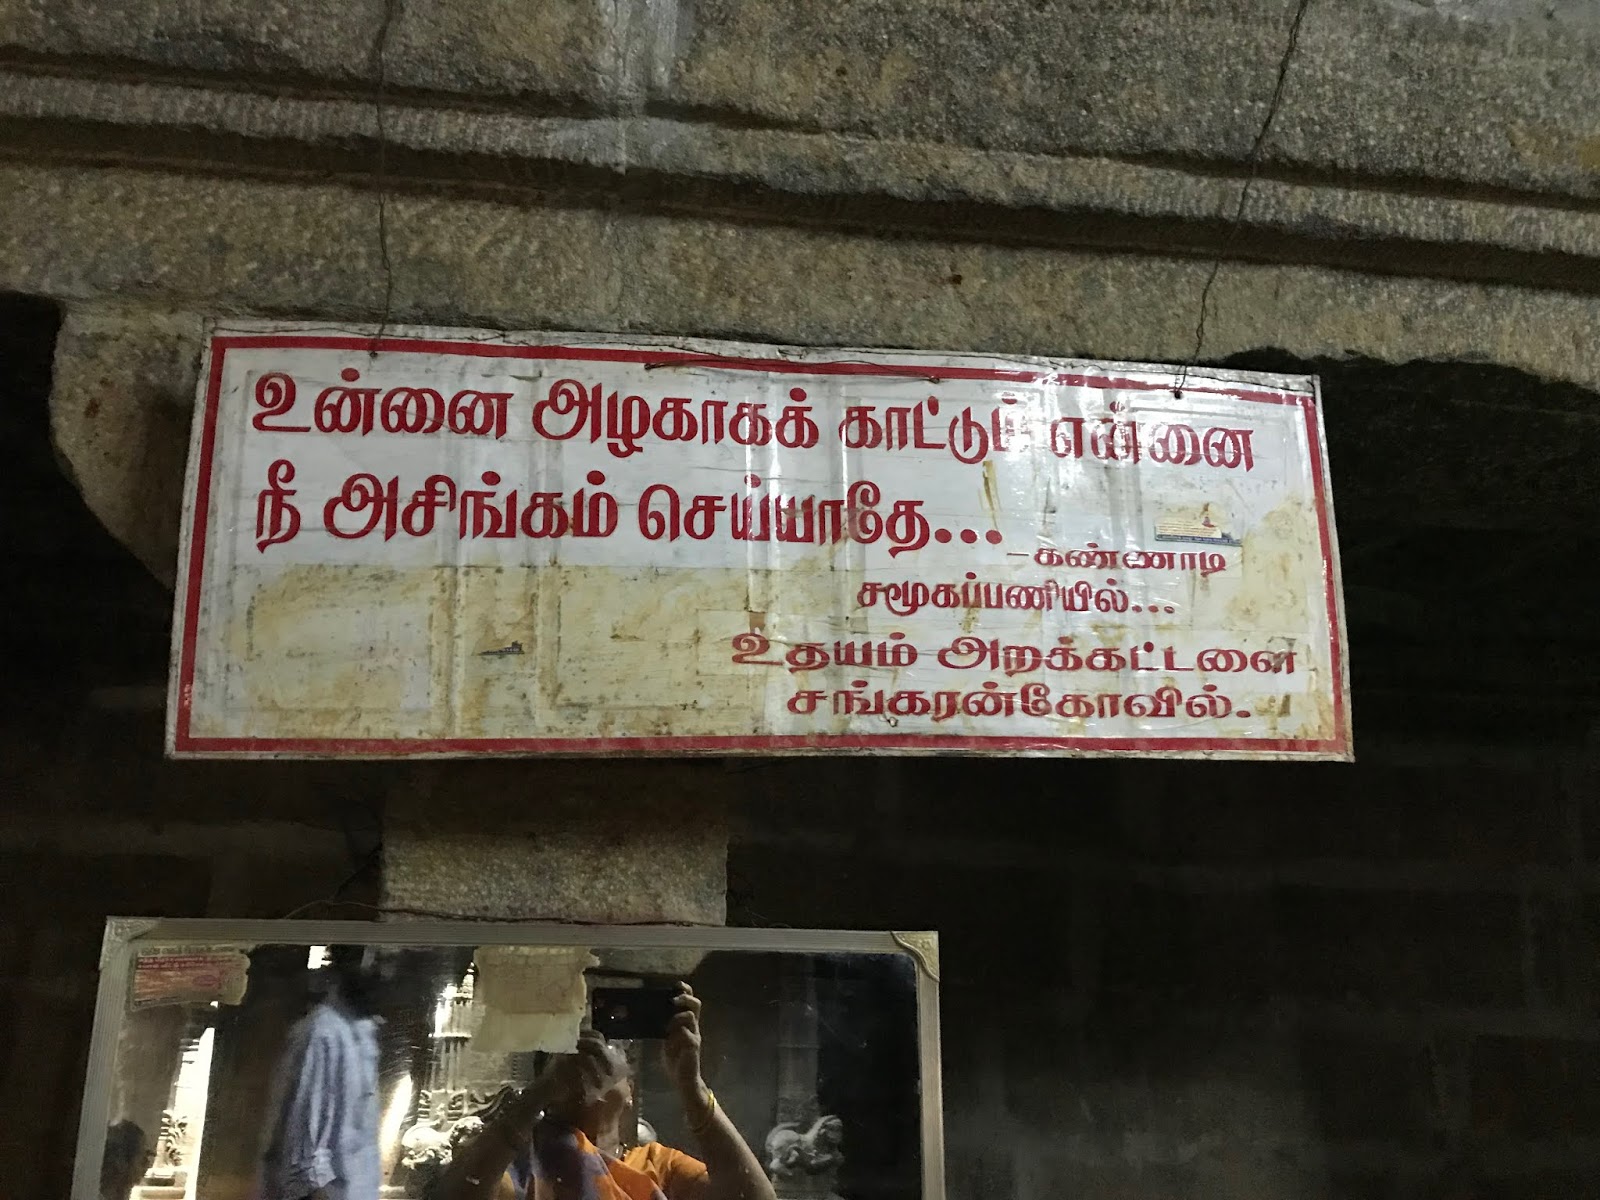 உன்னை அழகாகக் காட்டும் என்னை
நீ அசிங்கம் செய்யாதே...
- கண்ணாடி
சமூகப்பணியில்...
உதயம் அறக்கட்டளை
சங்கரன்கோவில்.